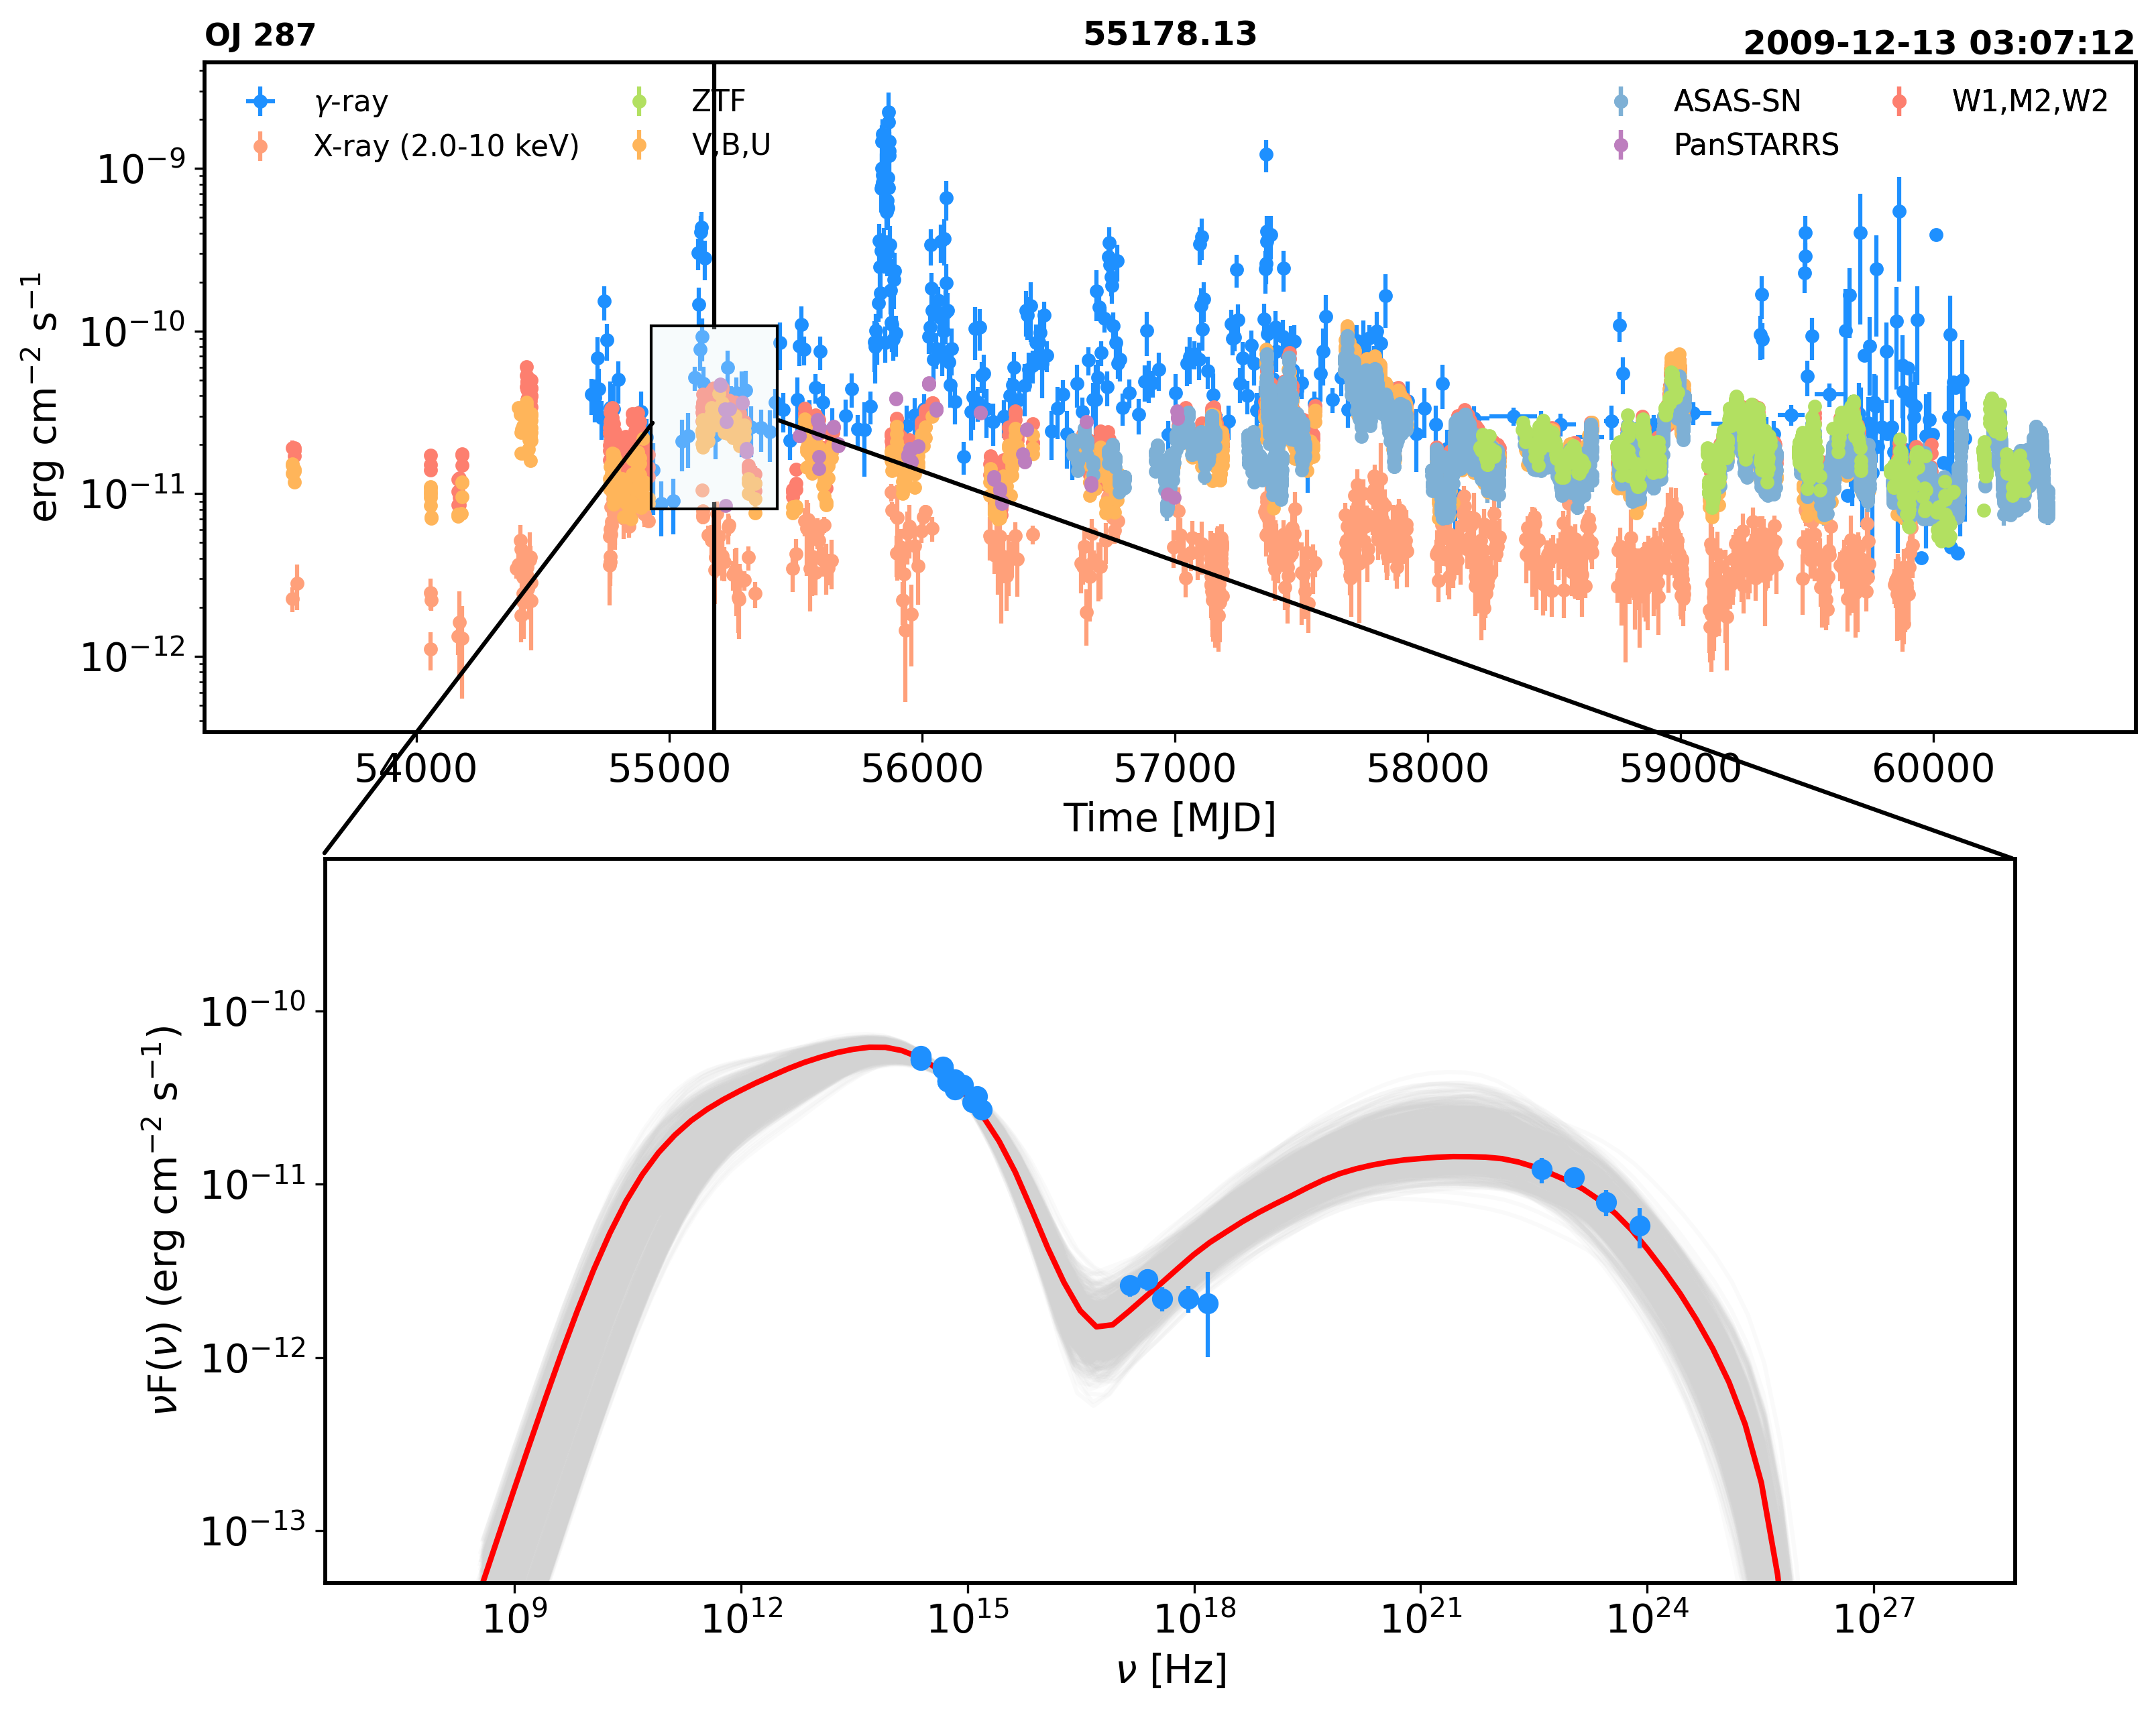 OJ 287 55178.13 2009-12-13 03:07:12
γ-ray ZTF ASAS-SN W1,M2,W2
X-ray (2.0-10 keV) V,B,U PanSTARRS
10⁻⁹
10⁻¹⁰
10⁻¹¹
10⁻¹²
erg cm⁻² s⁻¹
54000 55000 56000 57000 58000 59000 60000
Time [MJD]
10⁻¹⁰
10⁻¹¹
10⁻¹²
10⁻¹³
νF(ν) (erg cm⁻² s⁻¹)
10⁹ 10¹² 10¹⁵ 10¹⁸ 10²¹ 10²⁴ 10²⁷
ν [Hz]